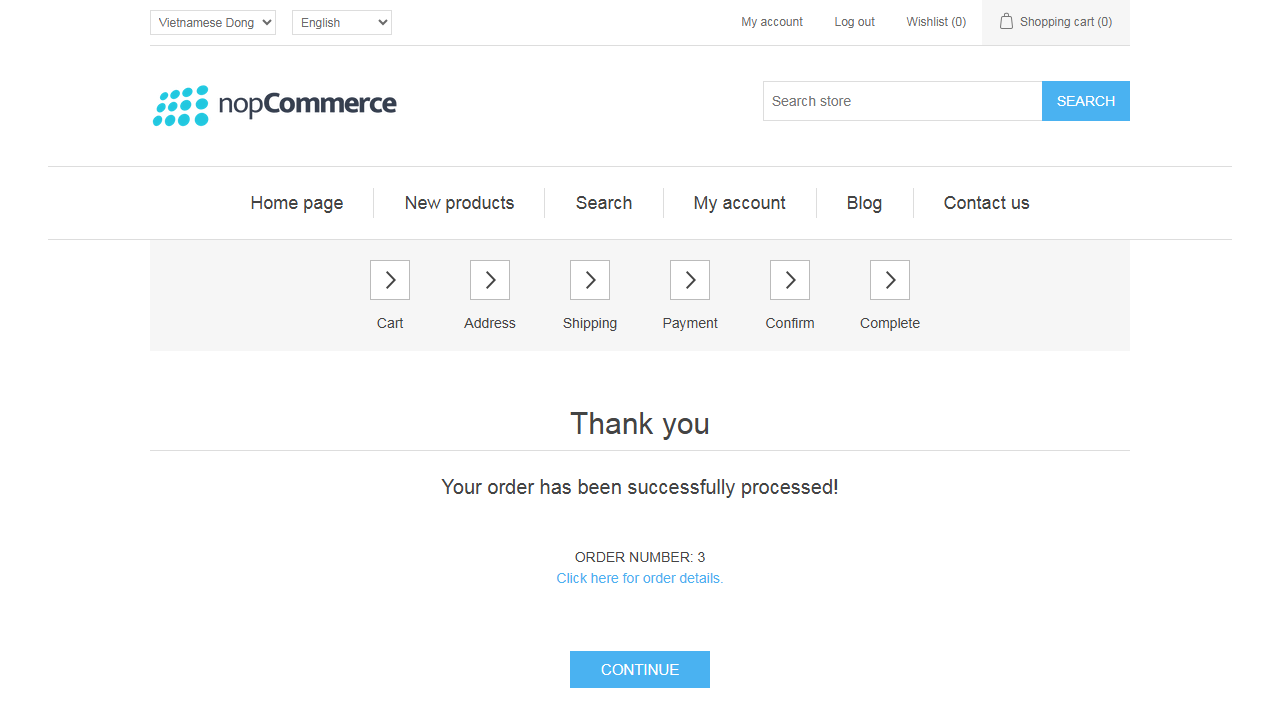 Vietnamese Dong English My account Log out Wishlist (0) Shopping cart (0)
nopCommerce Search store SEARCH
Home page New products Search My account Blog Contact us
Cart Address Shipping Payment Confirm Complete
Thank you
Your order has been successfully processed!
ORDER NUMBER: 3
Click here for order details.
CONTINUE